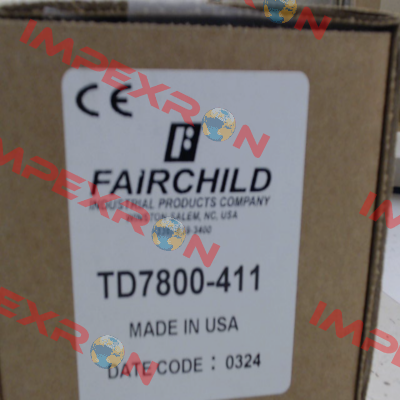 CE
FAIRCHILD
INDUSTRIAL PRODUCTS COMPANY
WINSTON-SALEM, NC, USA
3400
TD7800-411
MADE IN USA
DATE CODE : 0324
IMPEXRON
IMPEXRON
IMPEXRON
IMPEXRON